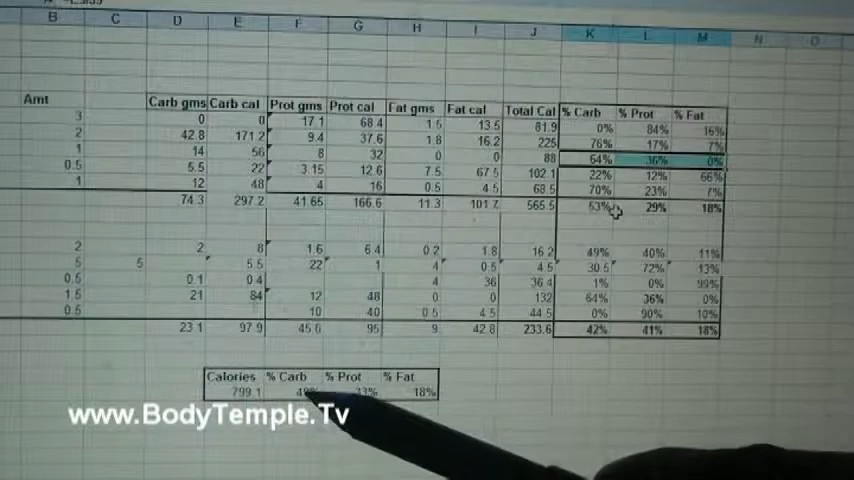 B C D E F G H I J K L M N O
Amt Carb gms Carb cal Prot gms Prot cal Fat gms Fat cal Total Cal % Carb % Prot % Fat
3 0 0 17.1 68.4 1.5 13.5 81.9 0% 84% 16%
2 42.8 171.2 9.4 37.6 1.8 16.2 225 76% 17% 7%
1 14 56 8 32 0 0 88 64% 36% 0%
0.5 5.5 22 3.15 12.6 7.5 67.5 102.1 22% 12% 66%
1 12 48 4 16 0.5 4.5 68.5 70% 23% 7%
74.3 297.2 41.65 166.6 11.3 101.7 565.5 53% 29% 18%
2 2 8 1.6 6.4 0.2 1.8 16.2 49% 40% 11%
5 5 5.5 22 1 4 0.5 4.5 30.5 72% 13%
0.5 0.1 0.4 4 36 36.4 1% 0% 99%
1.5 21 84 12 48 0 0 132 64% 36% 0%
0.5 10 40 0.5 4.5 44.5 0% 90% 10%
23.1 97.9 45.6 95 9 42.8 233.6 42% 41% 18%
Calories % Carb % Prot % Fat
799.1 18%
www.BodyTemple.Tv